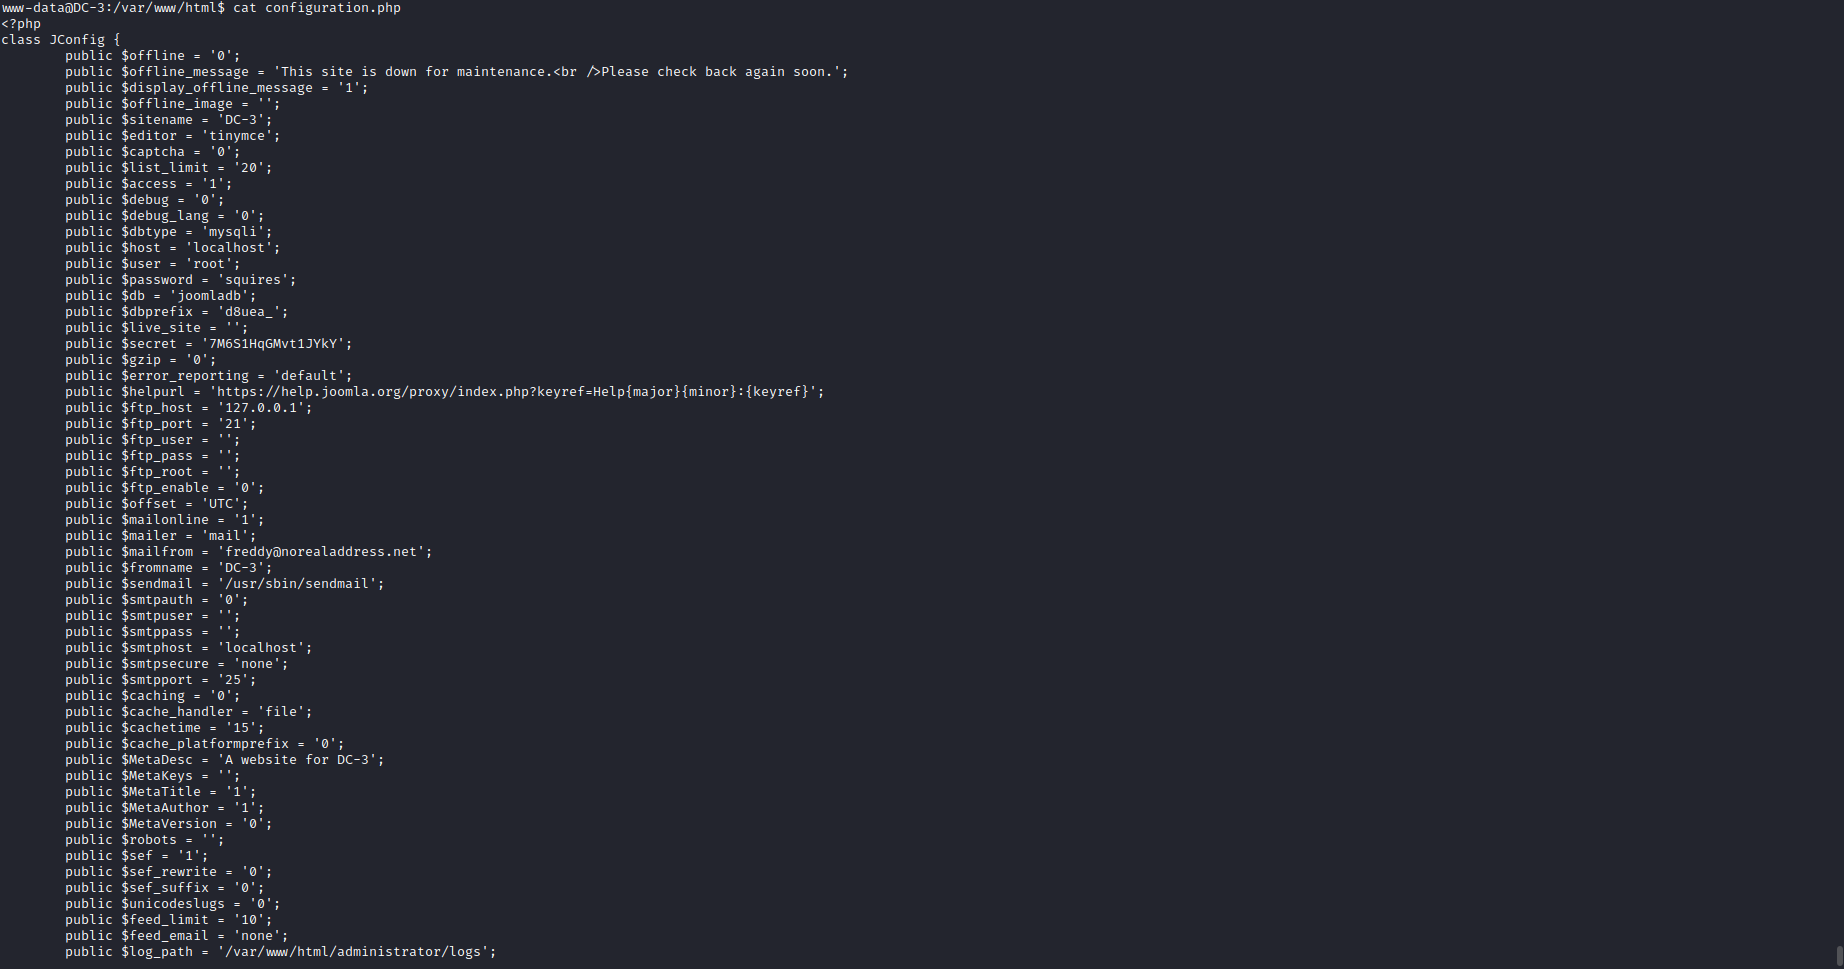 www-data@DC-3:/var/www/html$ cat configuration.php
<?php
class JConfig {
        public $offline = '0';
        public $offline_message = 'This site is down for maintenance.<br />Please check back again soon.';
        public $display_offline_message = '1';
        public $offline_image = '';
        public $sitename = 'DC-3';
        public $editor = 'tinymce';
        public $captcha = '0';
        public $list_limit = '20';
        public $access = '1';
        public $debug = '0';
        public $debug_lang = '0';
        public $dbtype = 'mysqli';
        public $host = 'localhost';
        public $user = 'root';
        public $password = 'squires';
        public $db = 'joomladb';
        public $dbprefix = 'd8uea_';
        public $live_site = '';
        public $secret = '7M6S1HqGMvt1JYkY';
        public $gzip = '0';
        public $error_reporting = 'default';
        public $helpurl = 'https://help.joomla.org/proxy/index.php?keyref=Help{major}{minor}:{keyref}';
        public $ftp_host = '127.0.0.1';
        public $ftp_port = '21';
        public $ftp_user = '';
        public $ftp_pass = '';
        public $ftp_root = '';
        public $ftp_enable = '0';
        public $offset = 'UTC';
        public $mailonline = '1';
        public $mailer = 'mail';
        public $mailfrom = 'freddy@norealaddress.net';
        public $fromname = 'DC-3';
        public $sendmail = '/usr/sbin/sendmail';
        public $smtpauth = '0';
        public $smtpuser = '';
        public $smtppass = '';
        public $smtphost = 'localhost';
        public $smtpsecure = 'none';
        public $smtpport = '25';
        public $caching = '0';
        public $cache_handler = 'file';
        public $cachetime = '15';
        public $cache_platformprefix = '0';
        public $MetaDesc = 'A website for DC-3';
        public $MetaKeys = '';
        public $MetaTitle = '1';
        public $MetaAuthor = '1';
        public $MetaVersion = '0';
        public $robots = '';
        public $sef = '1';
        public $sef_rewrite = '0';
        public $sef_suffix = '0';
        public $unicodeslugs = '0';
        public $feed_limit = '10';
        public $feed_email = 'none';
        public $log_path = '/var/www/html/administrator/logs';